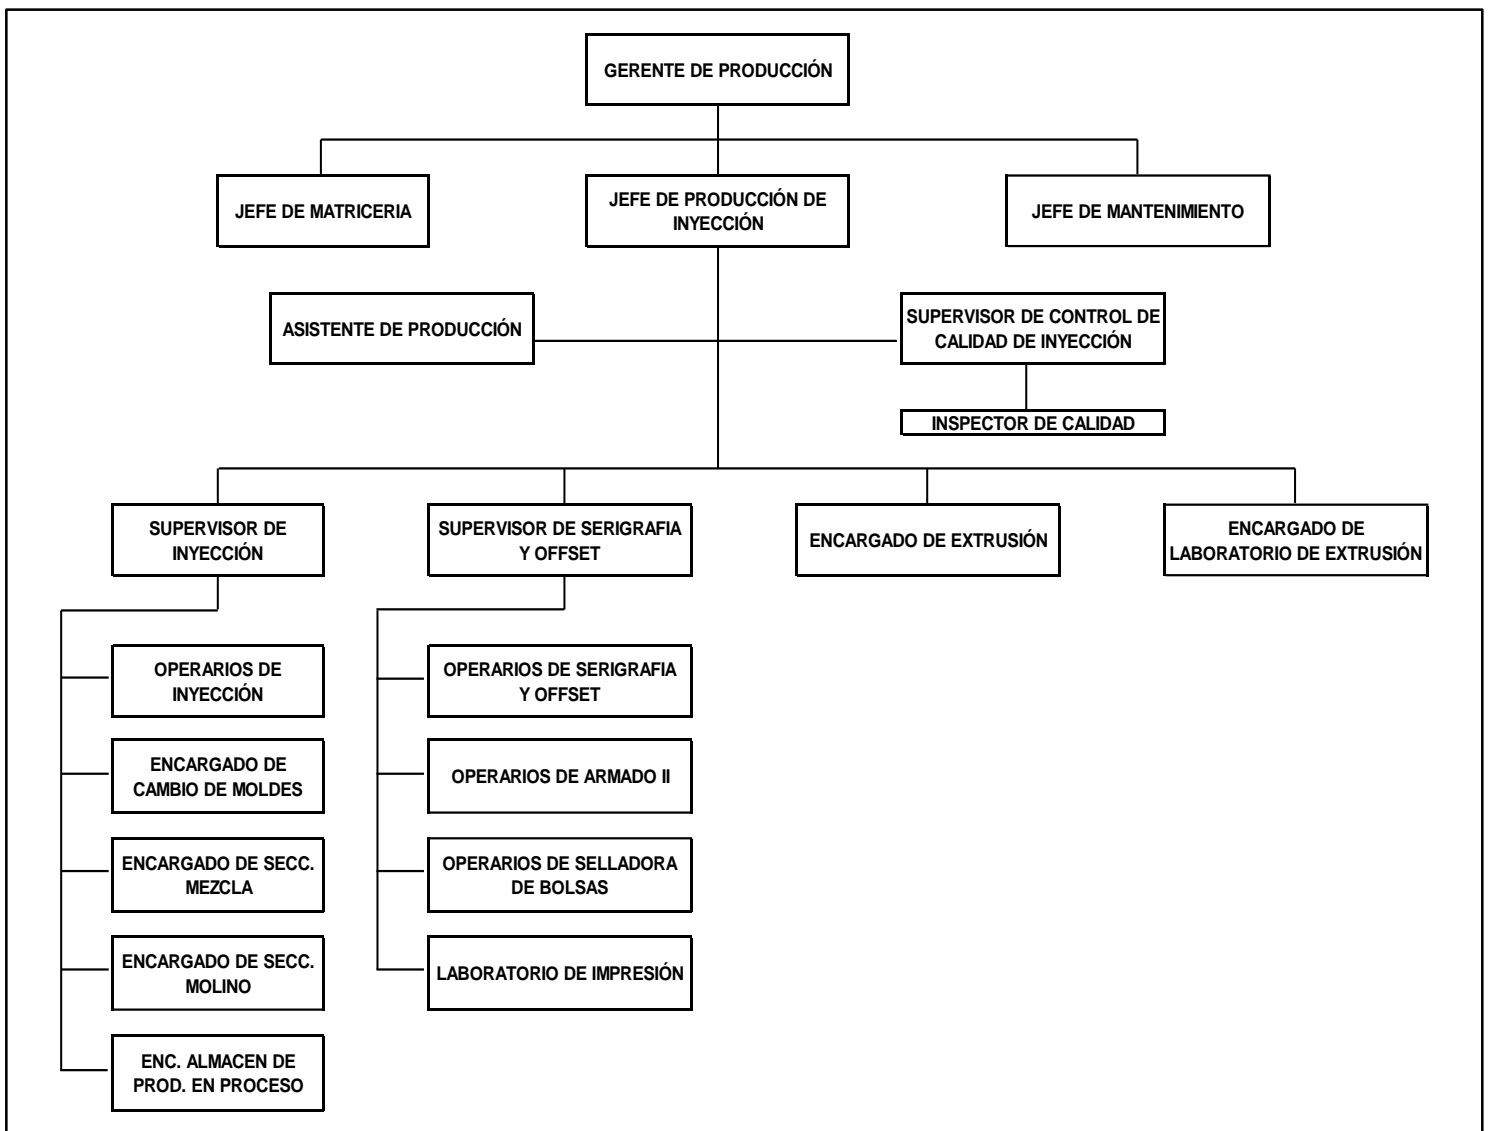 GERENTE DE PRODUCCIÓN
JEFE DE MATRICERIA
JEFE DE PRODUCCIÓN DE
INYECCIÓN
JEFE DE MANTENIMIENTO
ASISTENTE DE PRODUCCIÓN
SUPERVISOR DE CONTROL DE
CALIDAD DE INYECCIÓN
INSPECTOR DE CALIDAD
SUPERVISOR DE
INYECCIÓN
SUPERVISOR DE SERIGRAFIA
Y OFFSET
ENCARGADO DE EXTRUSIÓN
ENCARGADO DE
LABORATORIO DE EXTRUSIÓN
OPERARIOS DE
INYECCIÓN
OPERARIOS DE SERIGRAFIA
Y OFFSET
ENCARGADO DE
CAMBIO DE MOLDES
OPERARIOS DE ARMADO II
ENCARGADO DE SECC.
MEZCLA
OPERARIOS DE SELLADORA
DE BOLSAS
ENCARGADO DE SECC.
MOLINO
LABORATORIO DE IMPRESIÓN
ENC. ALMACEN DE
PROD. EN PROCESO